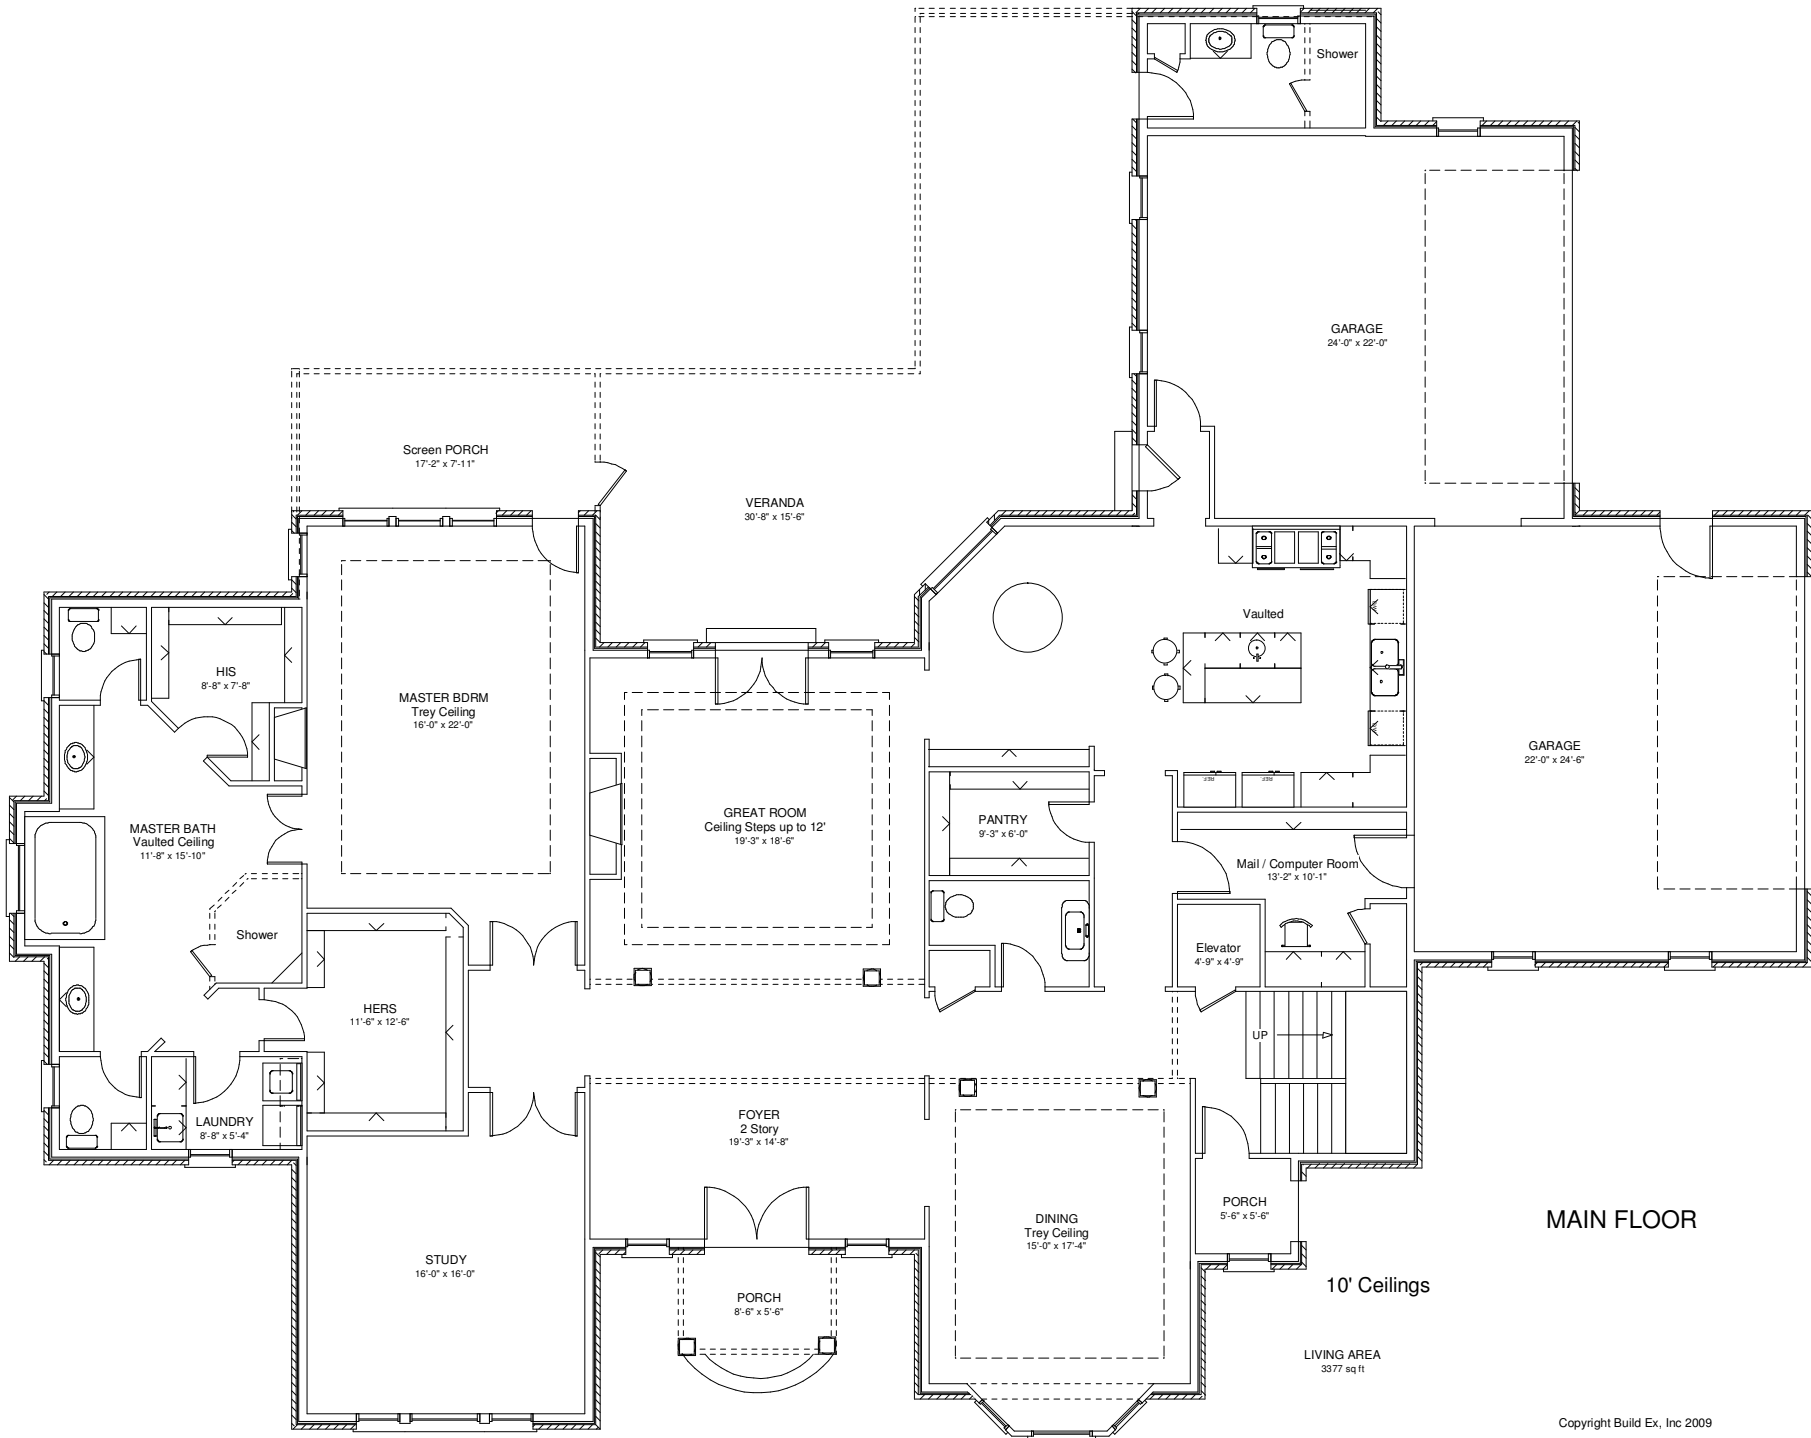 Shower
GARAGE
24'-0" x 22'-0"
Screen PORCH
17'-2" x 7'-11"
VERANDA
30'-8" x 15'-6"
Vaulted
HIS
8'-8" x 7'-8"
MASTER BDRM
Trey Ceiling
16'-0" x 22'-0"
GARAGE
22'-0" x 24'-6"
REF
REF
GREAT ROOM
Ceiling Steps up to 12'
19'-3" x 18'-6"
PANTRY
9'-3" x 6'-0"
MASTER BATH
Vaulted Ceiling
11'-8" x 15'-10"
Mail / Computer Room
13'-2" x 10'-1"
Shower
Elevator
4'-9" x 4'-9"
HERS
11'-6" x 12'-6"
UP
LAUNDRY
8'-8" x 5'-4"
FOYER
2 Story
19'-3" x 14'-8"
DINING
Trey Ceiling
15'-0" x 17'-4"
PORCH
5'-6" x 5'-6"
MAIN FLOOR
STUDY
16'-0" x 16'-0"
PORCH
8'-6" x 5'-6"
10' Ceilings
LIVING AREA
3377 sq ft
Copyright Build Ex, Inc 2009